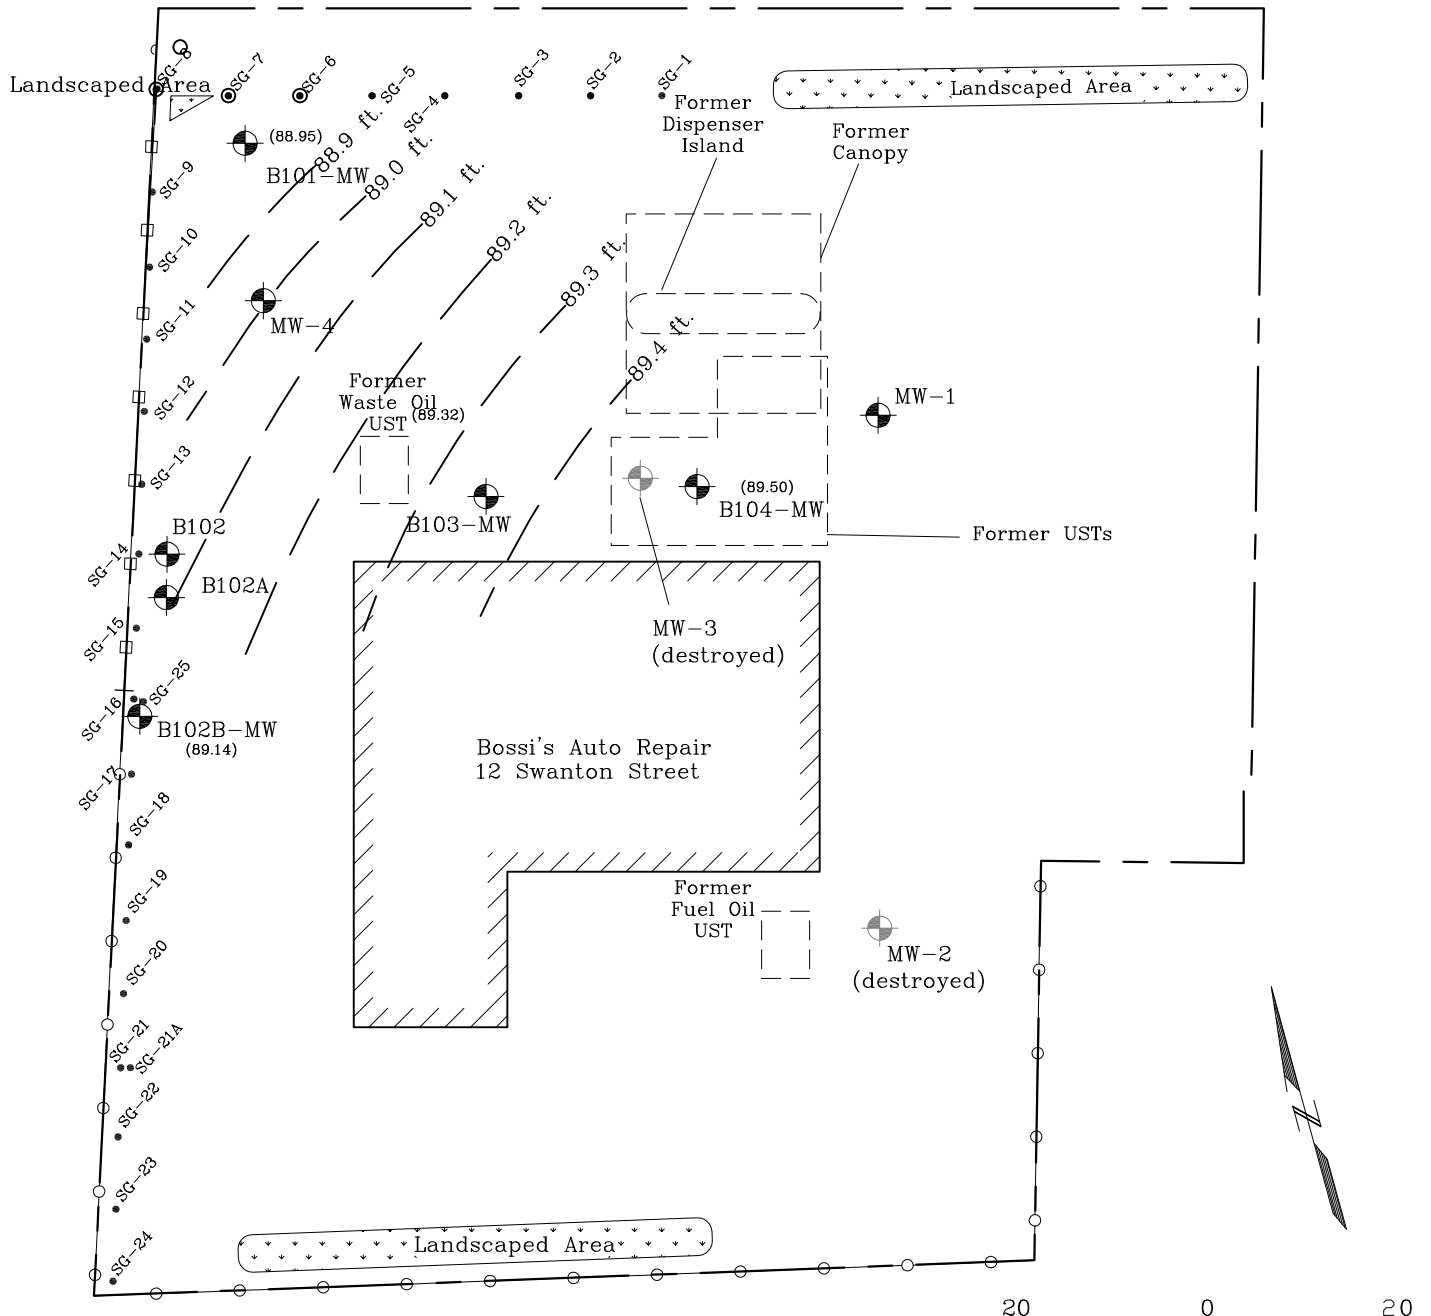 SG-8
SG-7
SG-6
SG-5
SG-4
SG-3
SG-2
SG-1
Landscaped Area
Landscaped Area
Former
Dispenser
Island
Former
Canopy
(88.95)
B101-MW
88.9 ft.
89.0 ft.
89.1 ft.
89.2 ft.
89.3 ft.
89.4 ft.
SG-9
SG-10
SG-11
MW-4
SG-12
Former
Waste Oil
UST
(89.32)
MW-1
SG-13
B103-MW
(89.50)
B104-MW
B102
Former USTs
SG-14
B102A
SG-15
MW-3
(destroyed)
SG-25
SG-16
B102B-MW
(89.14)
Bossi's Auto Repair
12 Swanton Street
SG-17
SG-18
SG-19
Former
Fuel Oil
UST
MW-2
(destroyed)
SG-20
SG-21
SG-21A
SG-22
SG-23
SG-24
Landscaped Area
N
20 0 20